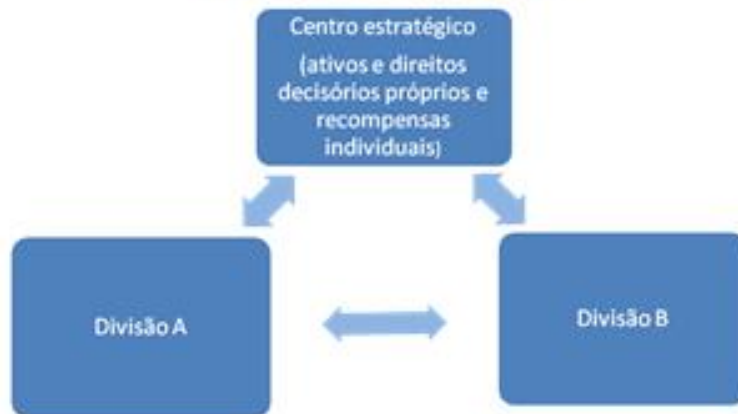 Centro estratégico
(ativos e direitos
decisórios próprios e
recompensas
individuais)
Divisão A
Divisão B